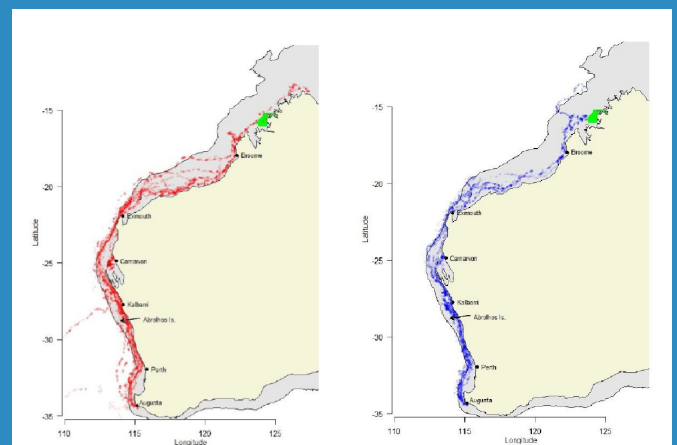 -15
Broome
-20
Exmouth
Latitude
Carnarvon
-25
Kalbarri
Abrolhos Is.
-30
Perth
Augusta
-35
110
115
120
125
Longitude
-15
Broome
-20
Exmouth
Latitude
Carnarvon
-25
Kalbarri
Abrolhos Is.
-30
Perth
Augusta
-35
110
115
120
125
Longitude